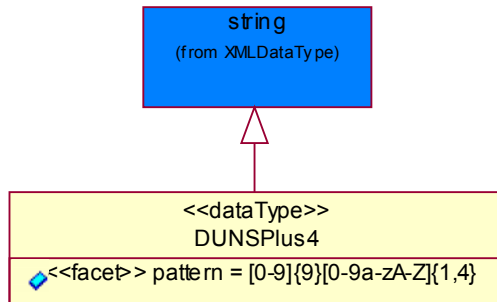 string
(from XMLDataType)
<<dataType>>
DUNSPlus4
<<facet>> pattern = [0-9]{9}[0-9a-zA-Z]{1,4}